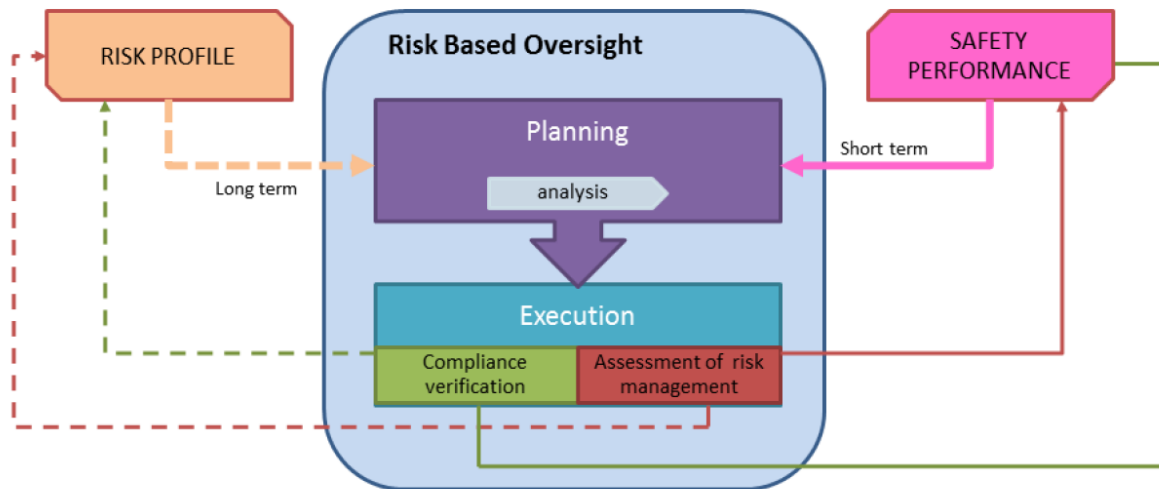 RISK PROFILE
Risk Based Oversight
SAFETY
PERFORMANCE
Planning
Long term
Short term
analysis
Execution
Compliance
verification
Assessment of risk
management